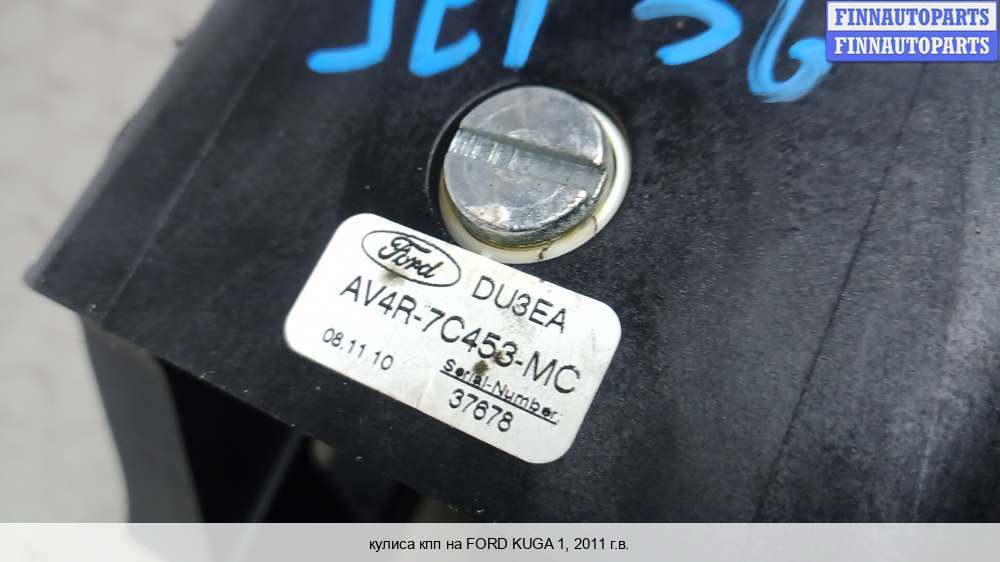 FINNAUTOPARTS
FINNAUTOPARTS
Ford
DU3EA
AV4R-7C453-MC
08.11.10
Serial-Number:
37678
кулиса кпп на FORD KUGA 1, 2011 г.в.